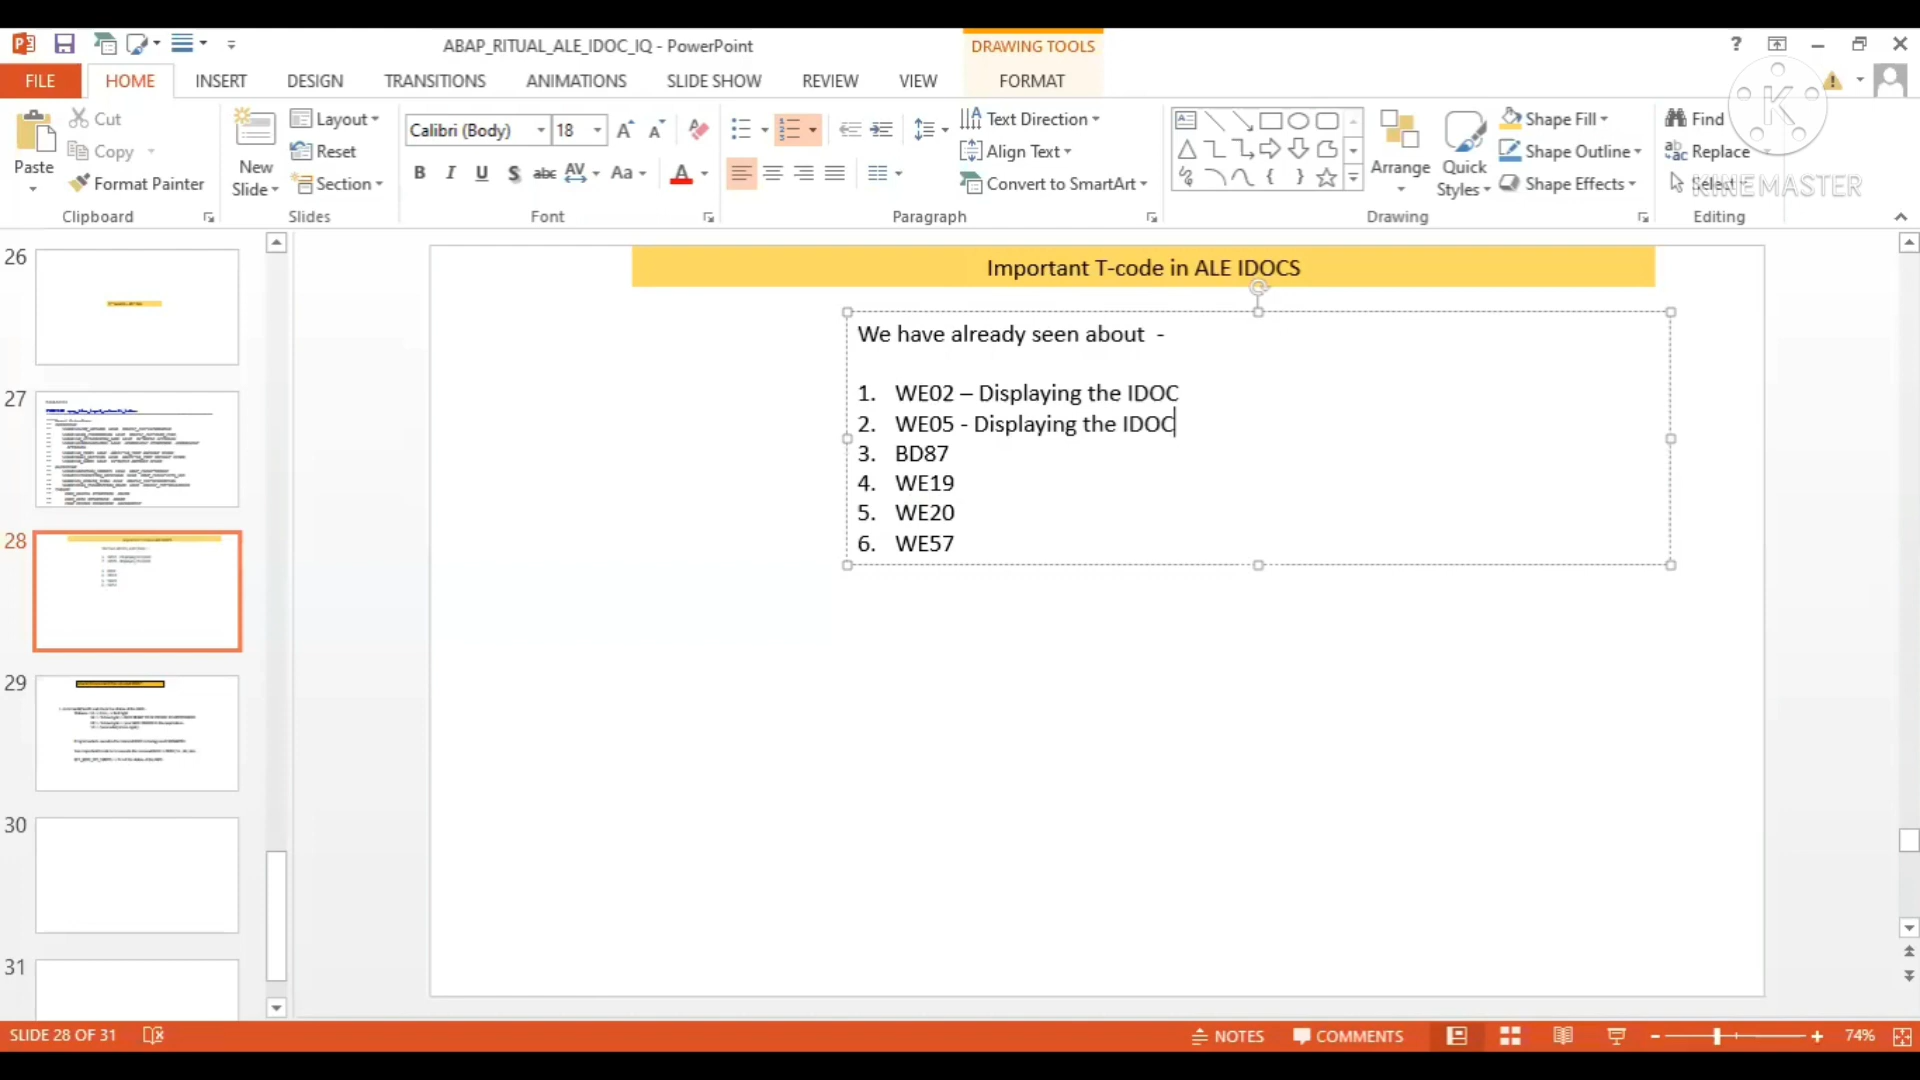 ABAP_RITUAL_ALE_IDOC_IQ - PowerPoint
DRAWING TOOLS
?
FILE
HOME
INSERT
DESIGN
TRANSITIONS
ANIMATIONS
SLIDE SHOW
REVIEW
VIEW
FORMAT
Paste
Cut
Copy
Format Painter
Clipboard
New
Slide
Layout
Reset
Section
Slides
Calibri (Body)
18
B I U S abc AV Aa A
Font
Text Direction
Align Text
Convert to SmartArt
Paragraph
Arrange
Quick
Styles
Shape Fill
Shape Outline
Shape Effects
Drawing
Find
Replace
Select
Editing
K
KINEMASTER
26
27
28
29
30
31
Important T-code in ALE IDOCS
We have already seen about -
1. WE02 – Displaying the IDOC
2. WE05 - Displaying the IDOC
3. BD87
4. WE19
5. WE20
6. WE57
SLIDE 28 OF 31
NOTES
COMMENTS
74%